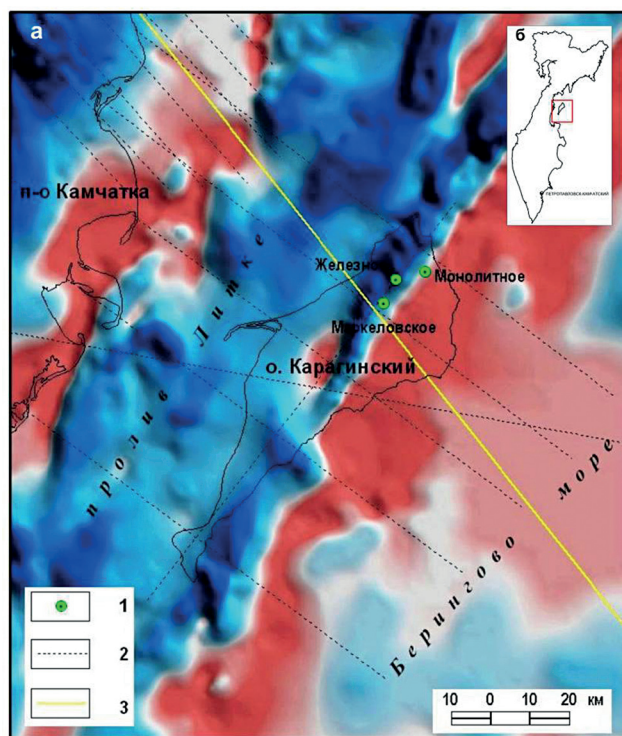 а
б
ПЕТРОПАВЛОВСК-КАМЧАТСКИЙ
п-о Камчатка
пролив Литке
Монолитное
Маркеловское
о. Карагинский
Берингово море
1
2
3
10 0 10 20 км